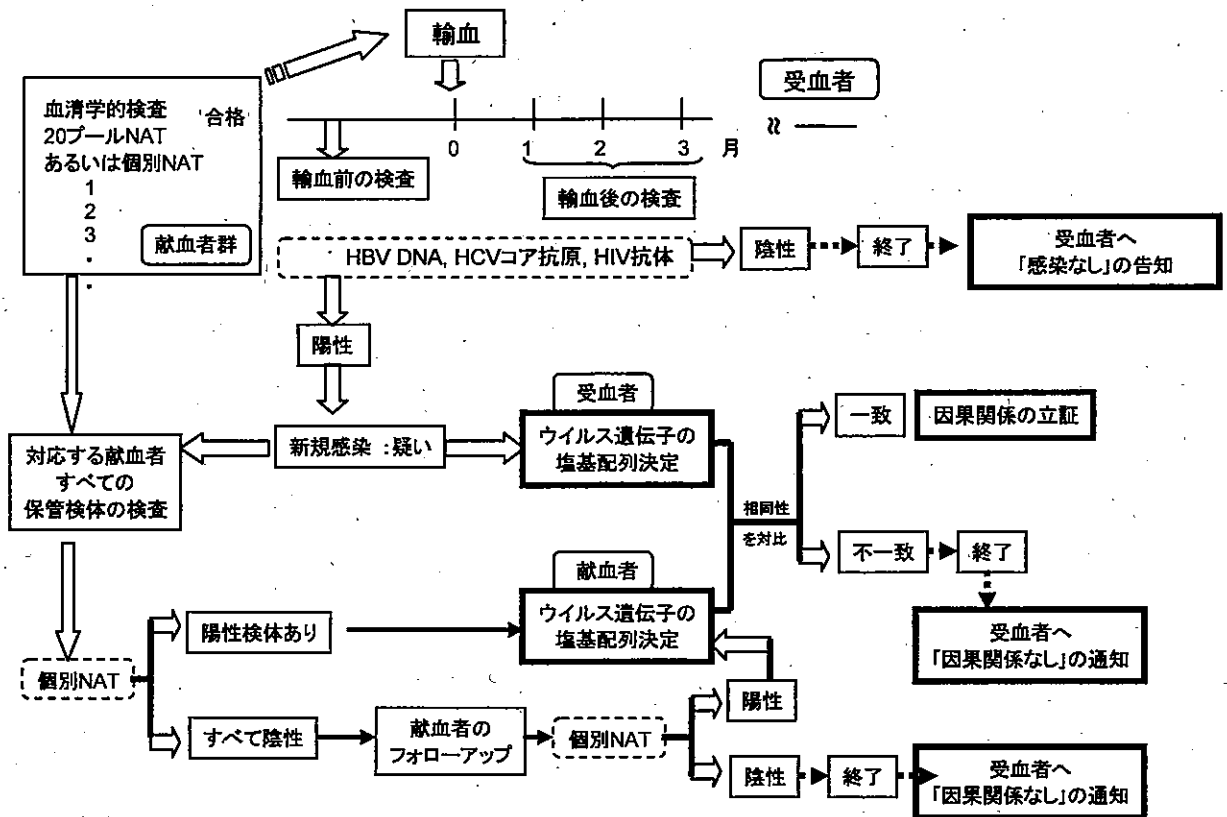 輸血
受血者
血清学的検査
合格
20プールNAT
あるいは個別NAT
1
2
3
献血者群
0 1 2 3 月
輸血前の検査
輸血後の検査
HBV DNA, HCVコア抗原, HIV抗体
陰性
終了
受血者へ
「感染なし」の告知
陽性
新規感染 :疑い
対応する献血者
すべての
保管検体の検査
受血者
ウイルス遺伝子の
塩基配列決定
一致
因果関係の立証
相同性
を対比
不一致
終了
受血者へ
「因果関係なし」の通知
献血者
ウイルス遺伝子の
塩基配列決定
個別NAT
陽性検体あり
すべて陰性
献血者の
フォローアップ
個別NAT
陽性
陰性
終了
受血者へ
「因果関係なし」の通知